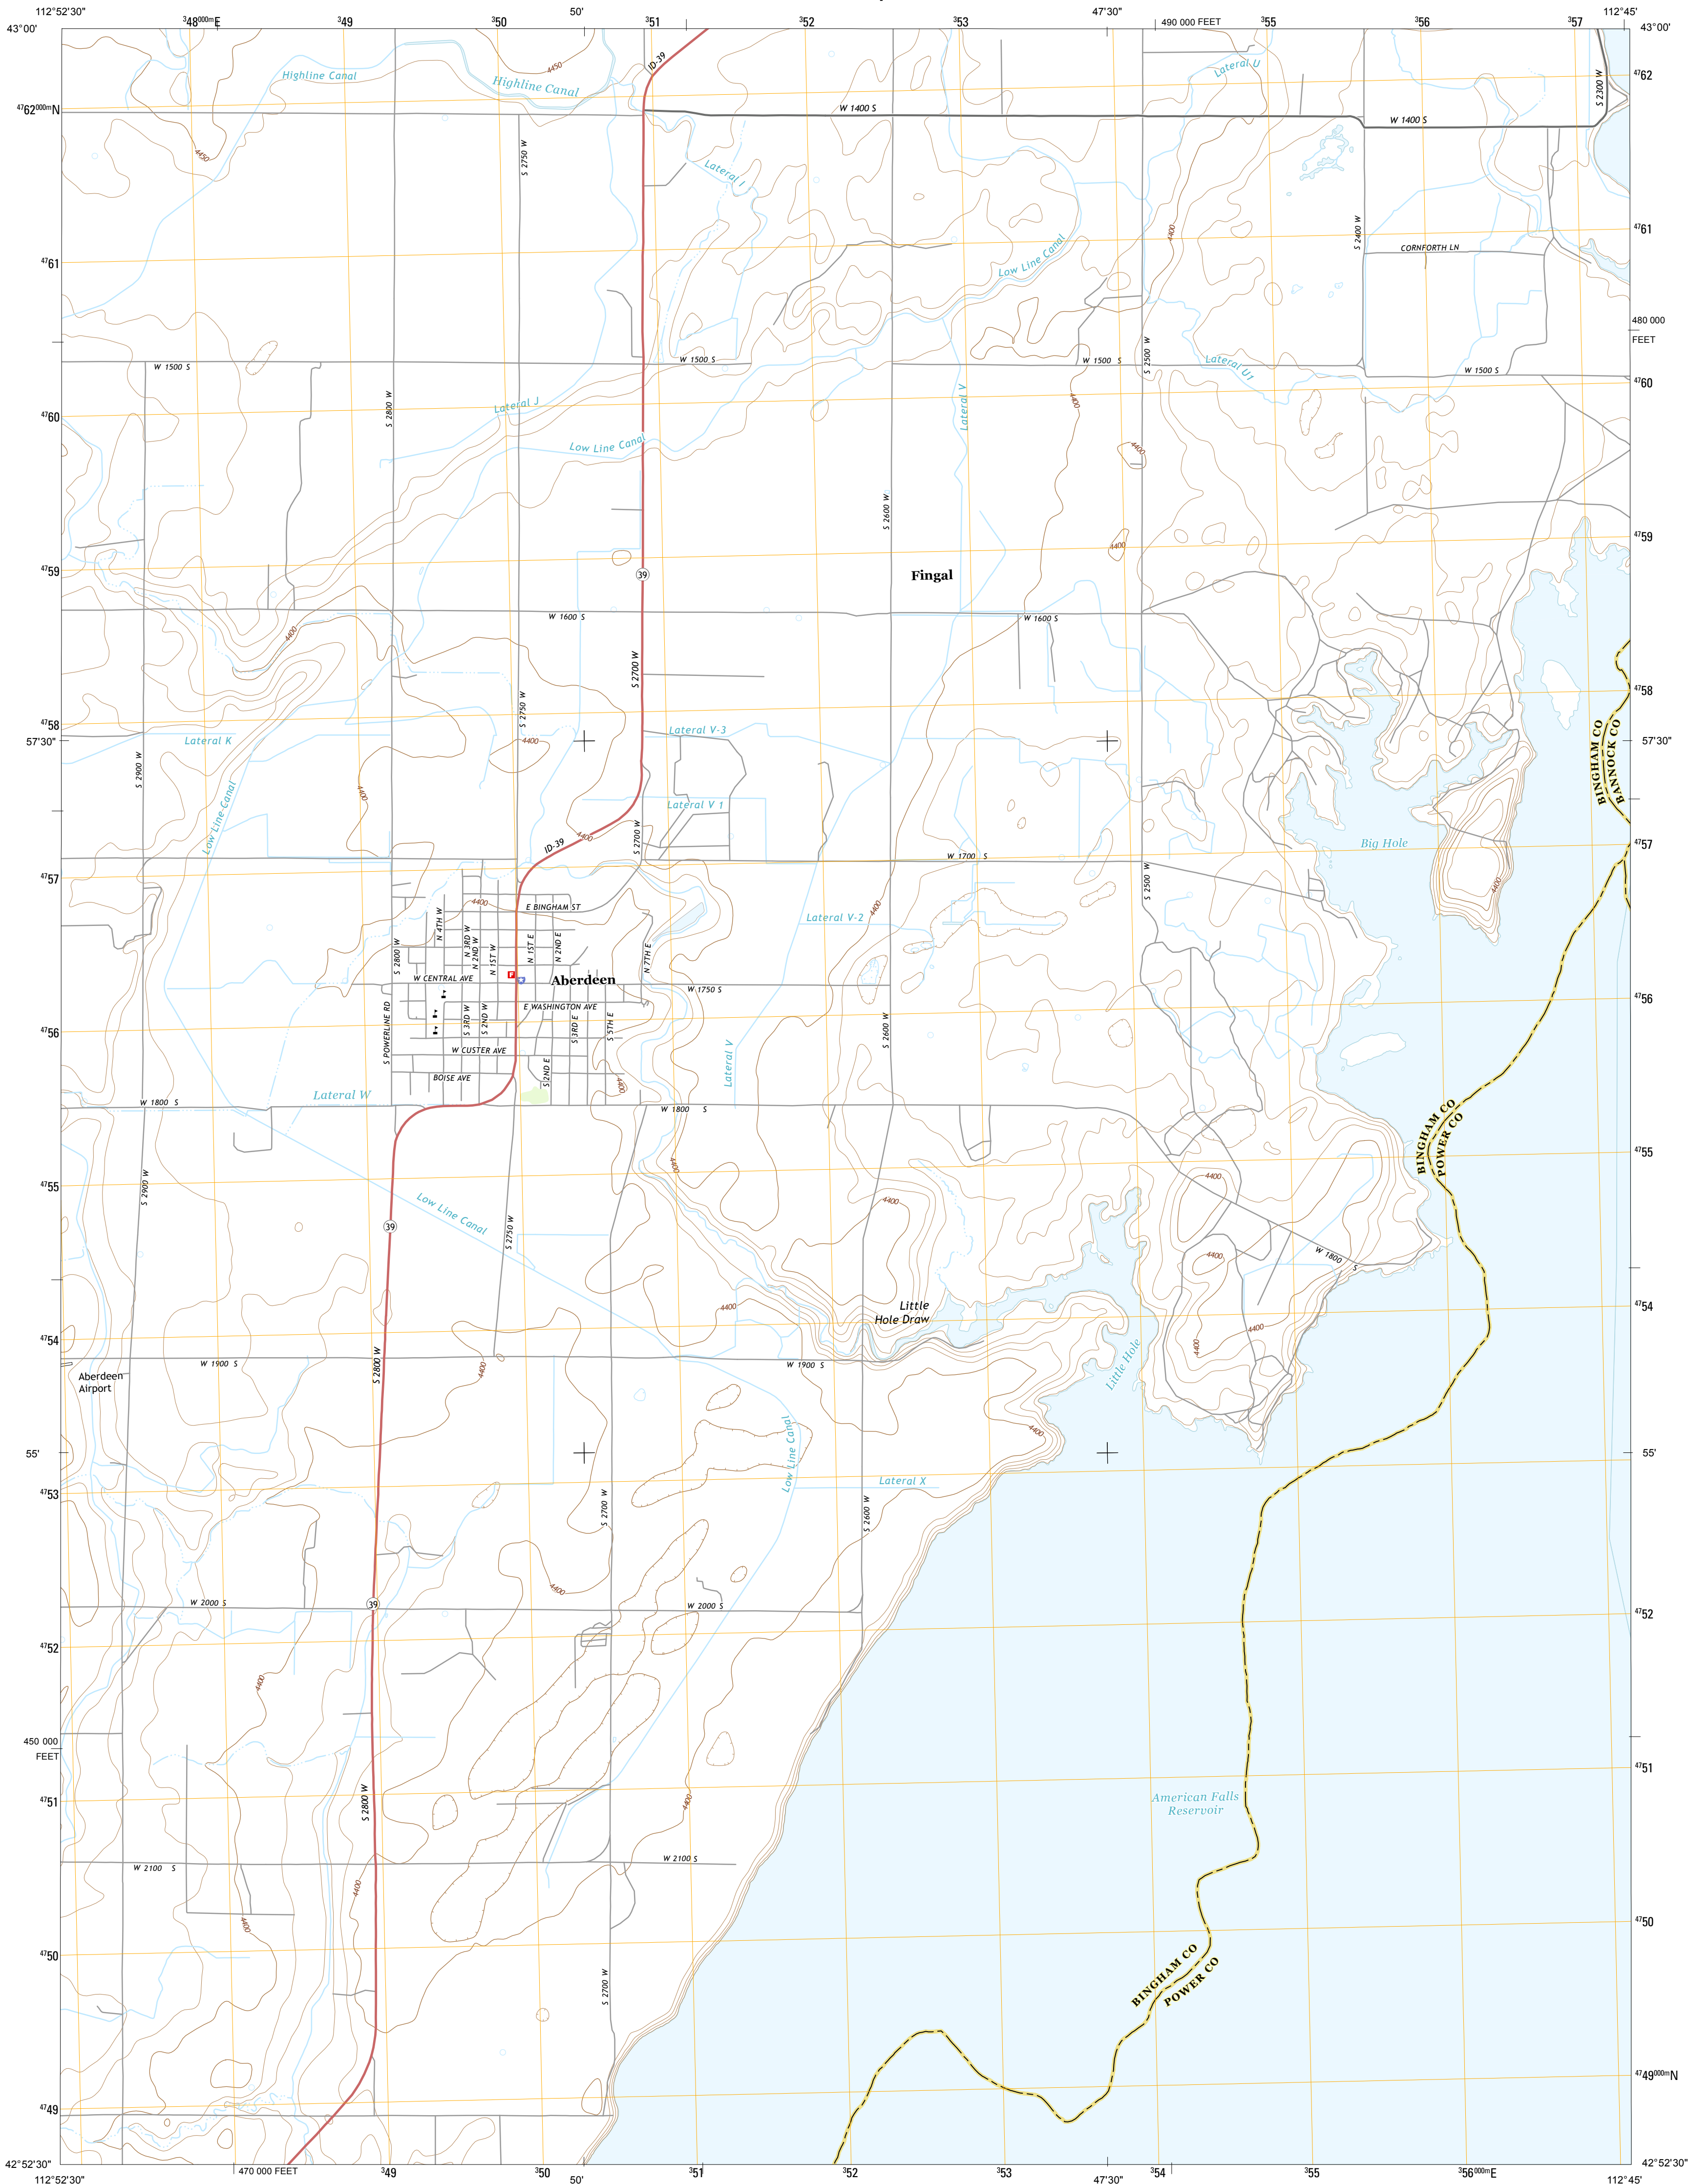 112°52'30"
³48⁰⁰⁰ᵐE
³49
³50
50'
³51
³52
³53
47'30"
490 000 FEET
³55
³56
³57
112°45'
43°00'
43°00'
Highline Canal
Highline Canal
4450
ID-39
Lateral U
S 2300 W
⁴⁷62
⁴⁷62⁰⁰⁰ᵐN
W 1400 S
W 1400 S
4450
S 2750 W
Lateral I
4400
S 2400 W
⁴⁷61
CORNFORTH LN
Low Line Canal
⁴⁷61
480 000
FEET
W 1500 S
W 1500 S
W 1500 S
S 2500 W
Lateral U1
W 1500 S
⁴⁷60
S 2800 W
Lateral J
Lateral V
4400
⁴⁷60
Low Line Canal
4400
S 2600 W
4400
⁴⁷59
⁴⁷59
39
Fingal
W 1600 S
W 1600 S
4400
S 2700 W
⁴⁷58
S 2750 W
⁴⁷58
57'30"
Lateral K
4400
Lateral V-3
57'30"
S 2900 W
BINGHAM CO
BANNOCK CO
4400
Low Line Canal
Lateral V 1
4400
S 2700 W
ID-39
Big Hole
⁴⁷57
W 1700 S
⁴⁷57
S 2500 W
4400
4400
E BINGHAM ST
N 4TH W
4400
Lateral V-2
S 2800 W
N 3RD W
N 2ND W
N 1ST W
N 1ST E
N 2ND E
N 7TH E
W CENTRAL AVE
Aberdeen
W 1750 S
⁴⁷56
E WASHINGTON AVE
S POWERLINE RD
S 3RD W
S 2ND W
S 3RD E
S 5TH E
S 2600 W
⁴⁷56
W CUSTER AVE
Lateral V
BOISE AVE
S 2ND E
4400
Lateral W
W 1800 S
W 1800 S
BINGHAM CO
POWER CO
⁴⁷55
4400
4400
⁴⁷55
S 2900 W
4400
Low Line Canal
39
S 2750 W
4400
W 1800 S
Little
Hole Draw
4400
⁴⁷54
4400
4400
⁴⁷54
Little Hole
W 1900 S
S 2800 W
4400
W 1900 S
Aberdeen
Airport
4400
Low Line Canal
55'
55'
Lateral X
⁴⁷53
⁴⁷53
S 2700 W
S 2600 W
4400
W 2000 S
39
W 2000 S
⁴⁷52
⁴⁷52
4400
450 000
FEET
⁴⁷51
American Falls
Reservoir
⁴⁷51
S 2800 W
4400
W 2100 S
W 2100 S
4400
4400
⁴⁷50
⁴⁷50
BINGHAM CO
POWER CO
S 2700 W
⁴⁷49⁰⁰⁰ᵐN
⁴⁷49
42°52'30"
42°52'30"
112°52'30"
470 000 FEET
³49
³50
50'
³51
³52
³53
47'30"
³54
³55
³56⁰⁰⁰ᵐE
112°45'